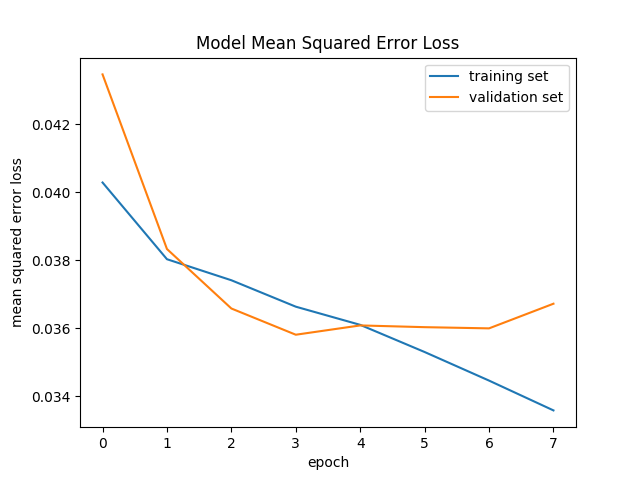 Model Mean Squared Error Loss
training set
validation set
0.042
0.040
0.038
0.036
0.034
mean squared error loss
0 1 2 3 4 5 6 7
epoch